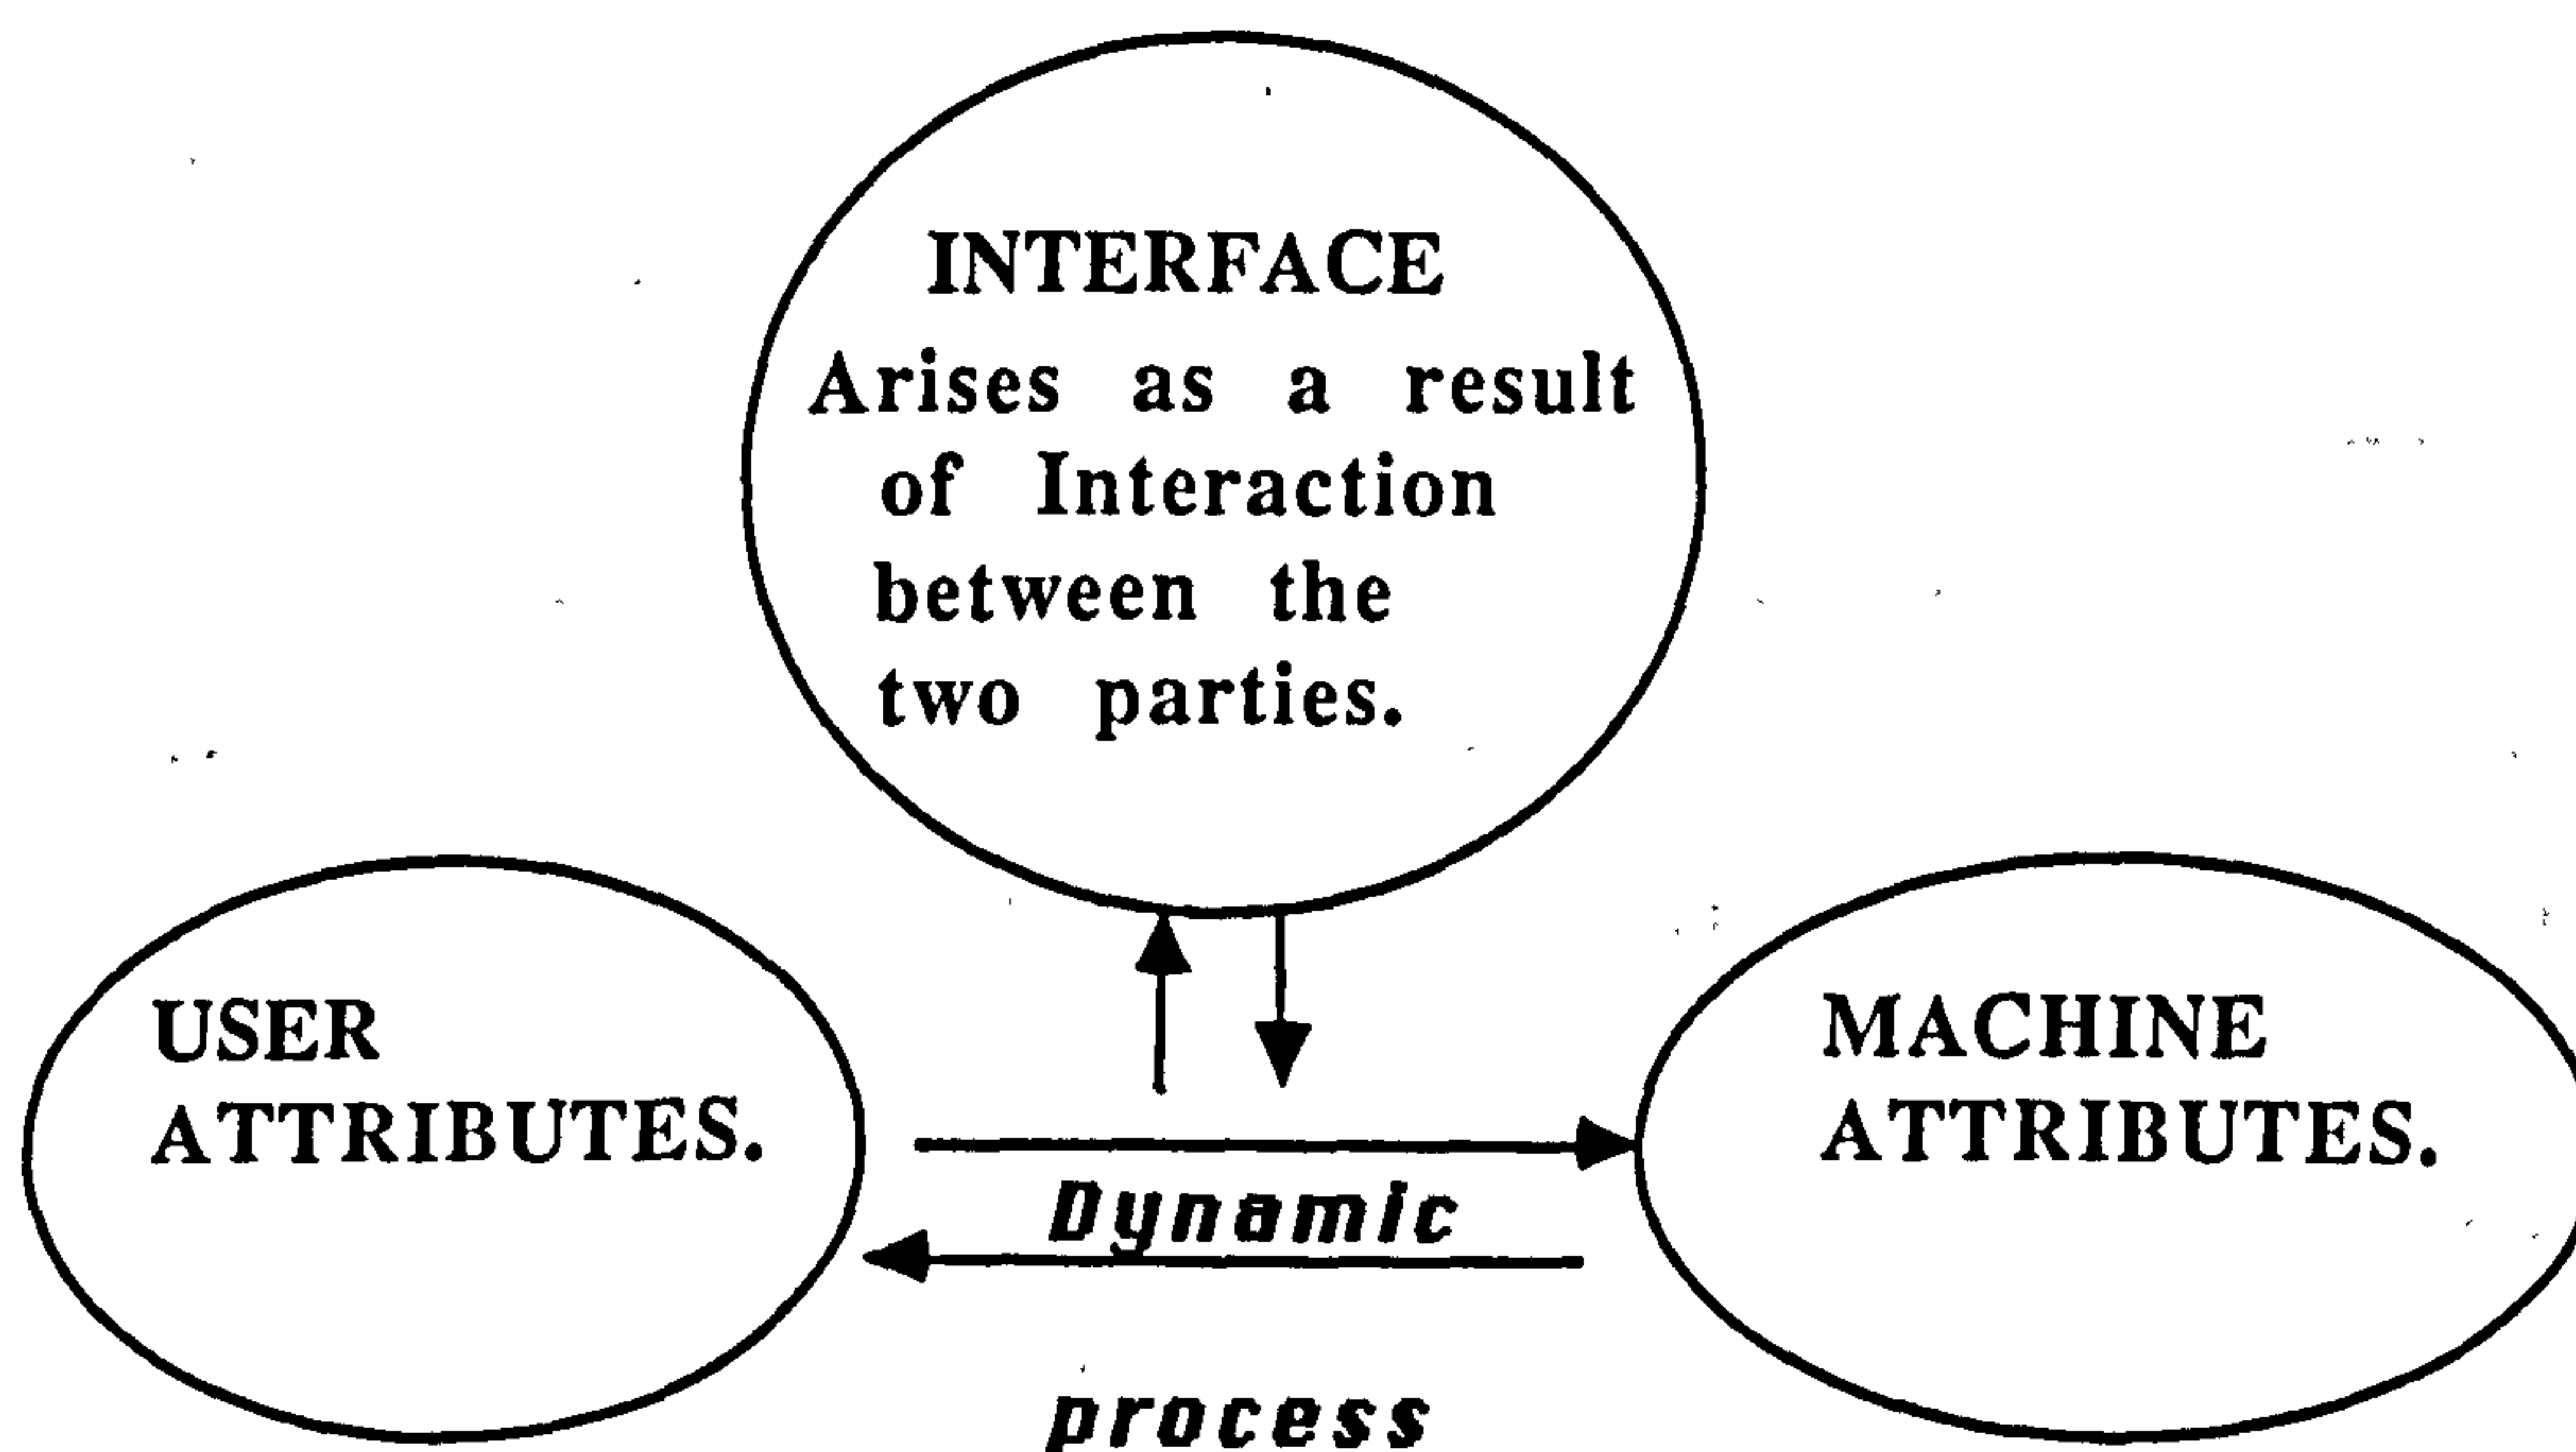 INTERFACE
Arises as a result
of Interaction
between the
two parties.
USER
ATTRIBUTES.
MACHINE
ATTRIBUTES.
Dynamic
process